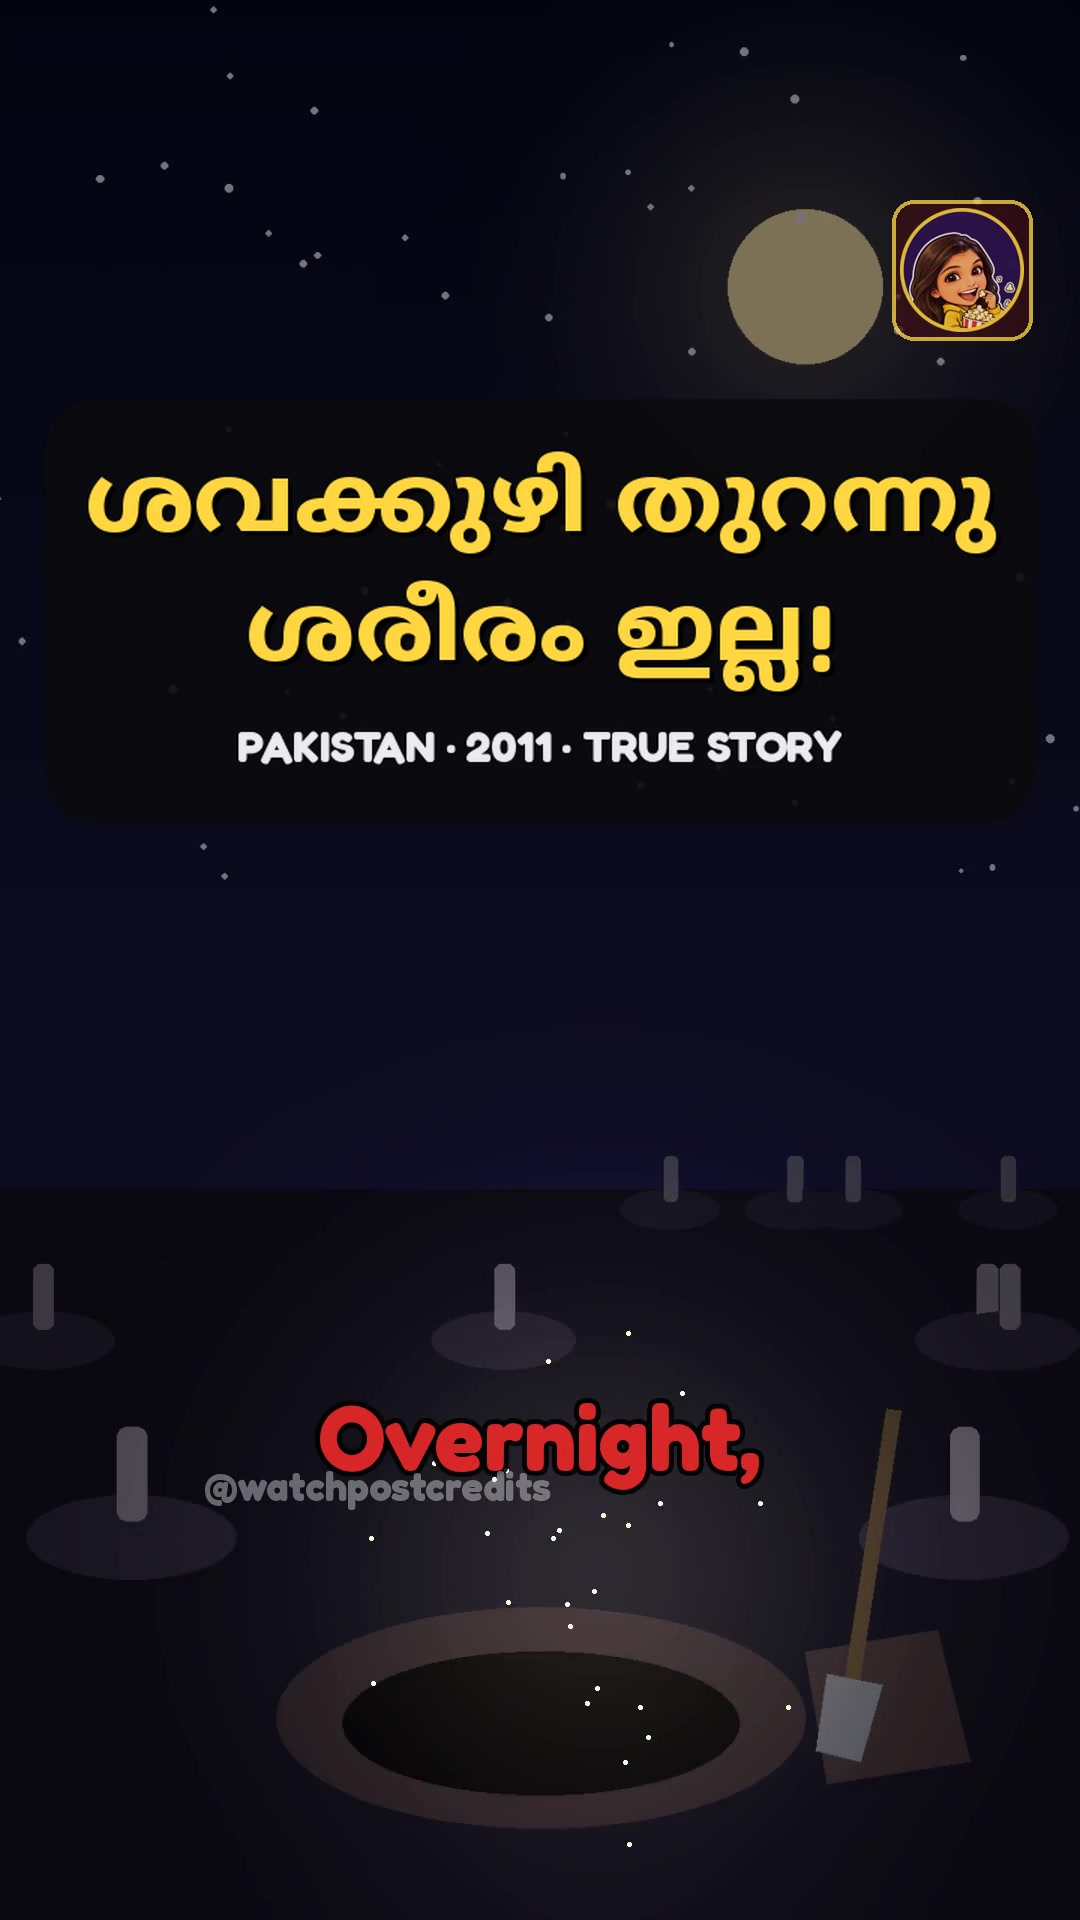 ശവക്കുഴി തുറന്നു
ശരീരം ഇല്ല!
PAKISTAN · 2011 · TRUE STORY
Overnight,
@watchpostcredits